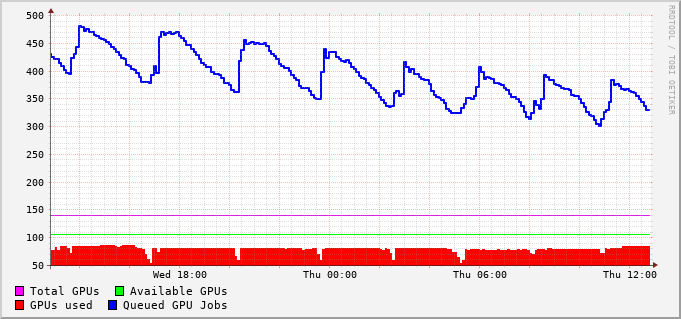 500
450
400
350
300
250
200
150
100
50
Wed 18:00 Thu 00:00 Thu 06:00 Thu 12:00
Total GPUs Available GPUs
GPUs used Queued GPU Jobs
RRDTOOL / TOBI OETIKER